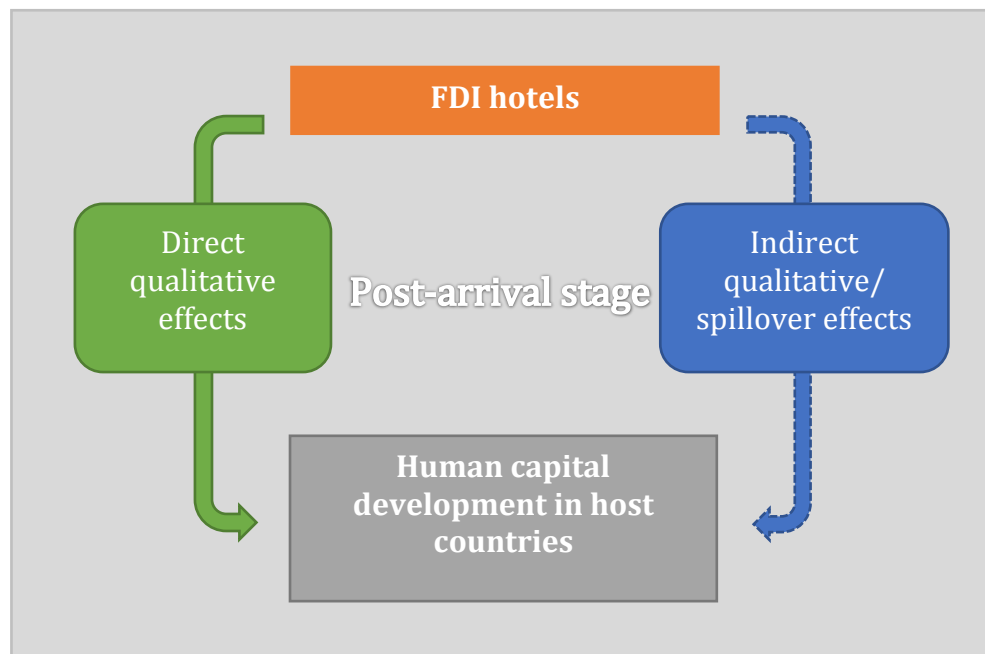 FDI hotels
Direct
qualitative
effects
Post-arrival stage
Indirect
qualitative/
spillover effects
Human capital
development in host
countries